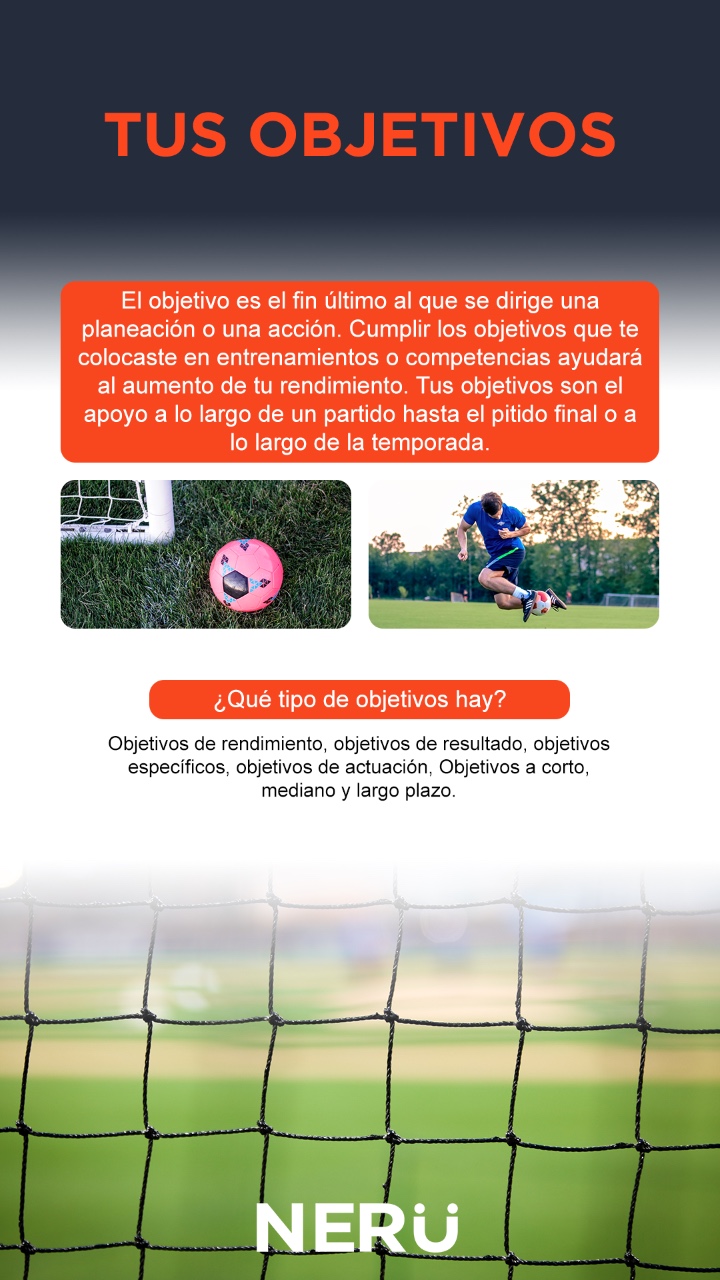 TUS OBJETIVOS
El objetivo es el fin último al que se dirige una
planeación o una acción. Cumplir los objetivos que te
colocaste en entrenamientos o competencias ayudará
al aumento de tu rendimiento. Tus objetivos son el
apoyo a lo largo de un partido hasta el pitido final o a
lo largo de la temporada.
¿Qué tipo de objetivos hay?
Objetivos de rendimiento, objetivos de resultado, objetivos
específicos, objetivos de actuación, Objetivos a corto,
mediano y largo plazo.
NERÜ